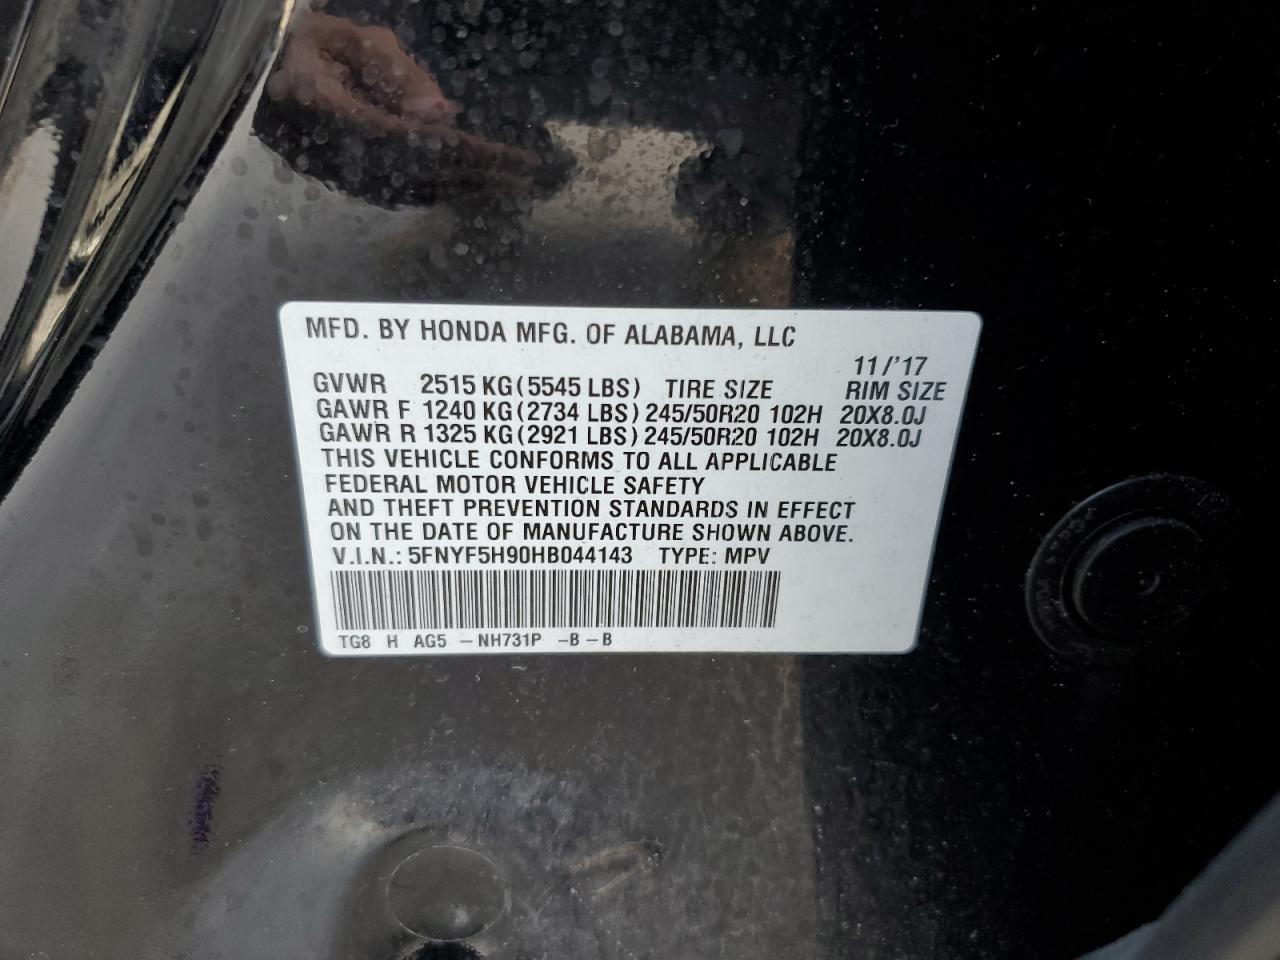 MFD. BY HONDA MFG. OF ALABAMA, LLC
11/'17
GVWR 2515 KG (5545 LBS) TIRE SIZE RIM SIZE
GAWR F 1240 KG (2734 LBS) 245/50R20 102H 20X8.0J
GAWR R 1325 KG (2921 LBS) 245/50R20 102H 20X8.0J
THIS VEHICLE CONFORMS TO ALL APPLICABLE
FEDERAL MOTOR VEHICLE SAFETY
AND THEFT PREVENTION STANDARDS IN EFFECT
ON THE DATE OF MANUFACTURE SHOWN ABOVE.
V.I.N.: 5FNYF5H90HB044143 TYPE: MPV
TG8 H AG5 – NH731P –B – B